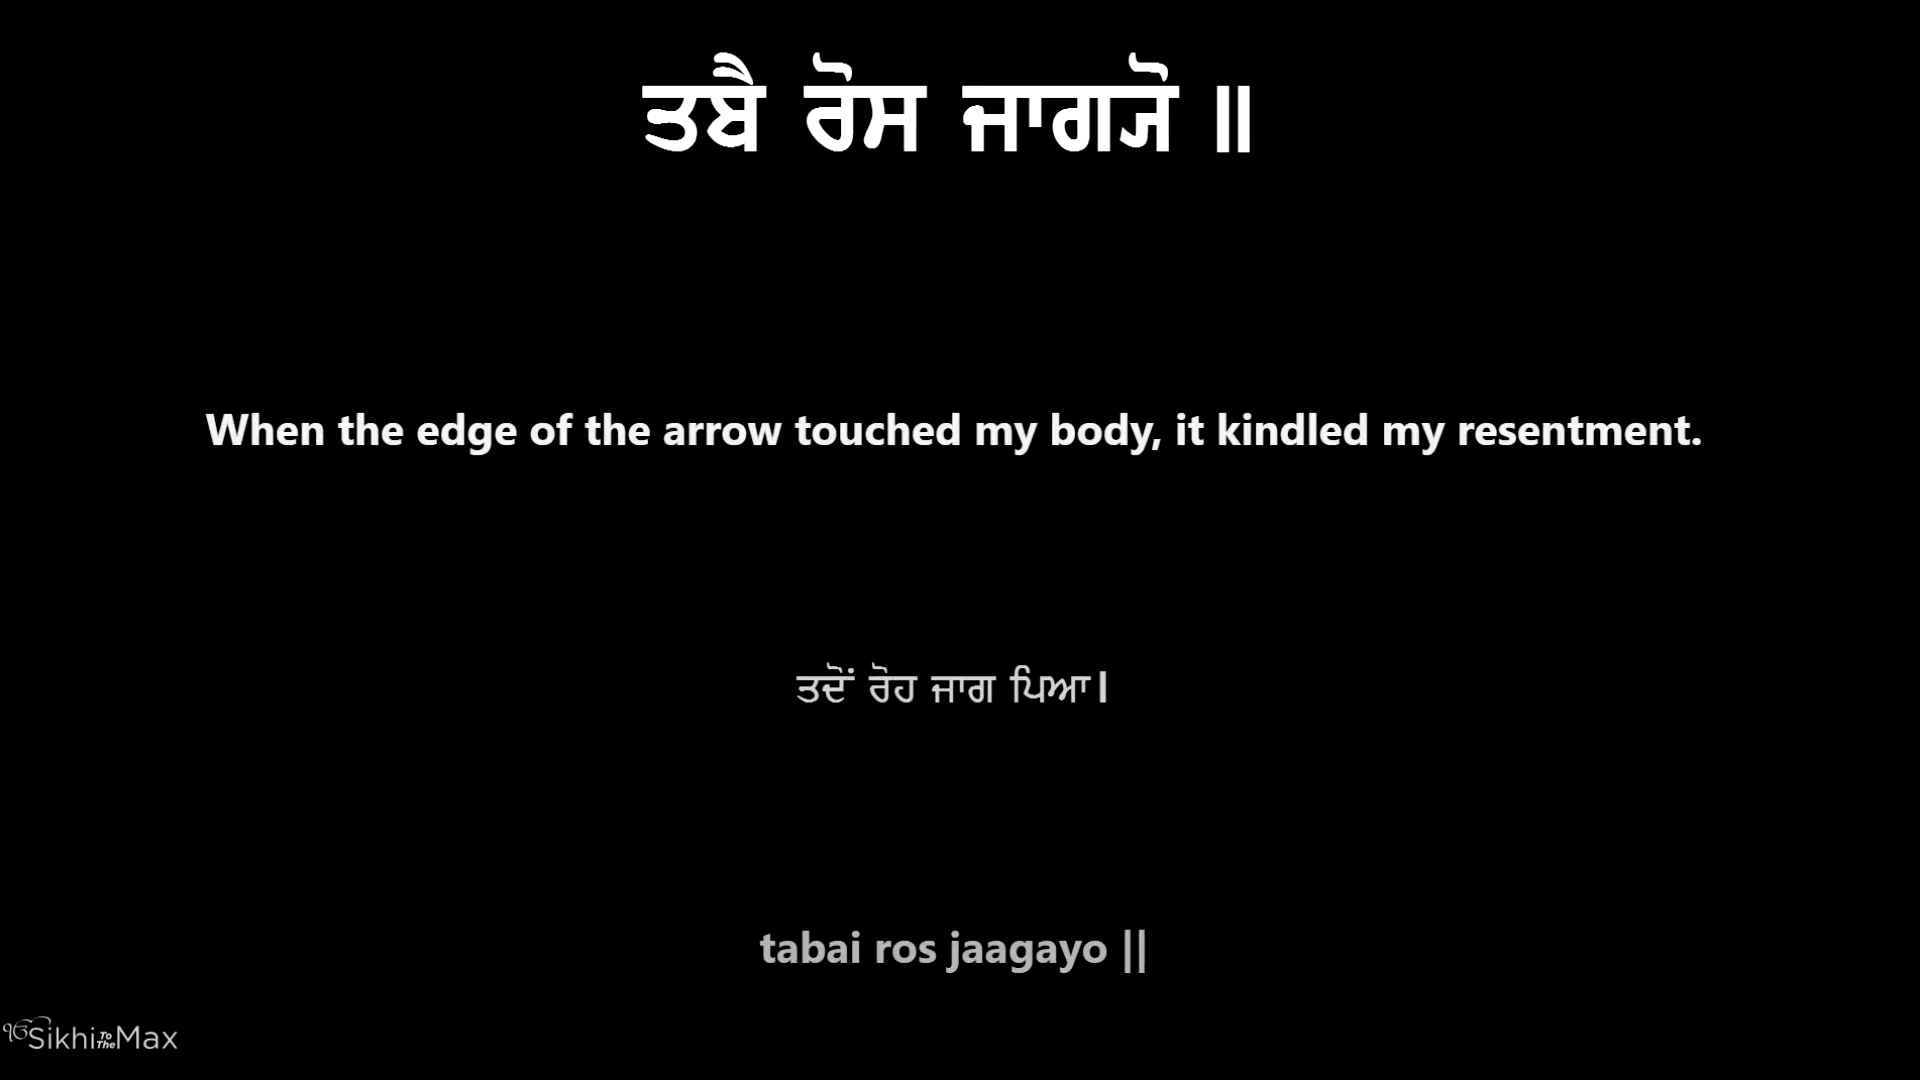 ਤਬੈ ਰੋਸ ਜਾਗਯੋ ॥
When the edge of the arrow touched my body, it kindled my resentment.
ਤਦੋਂ ਰੋਹ ਜਾਗ ਪਿਆ।
tabai ros jaagayo ||
ੴSikhiToTheMax